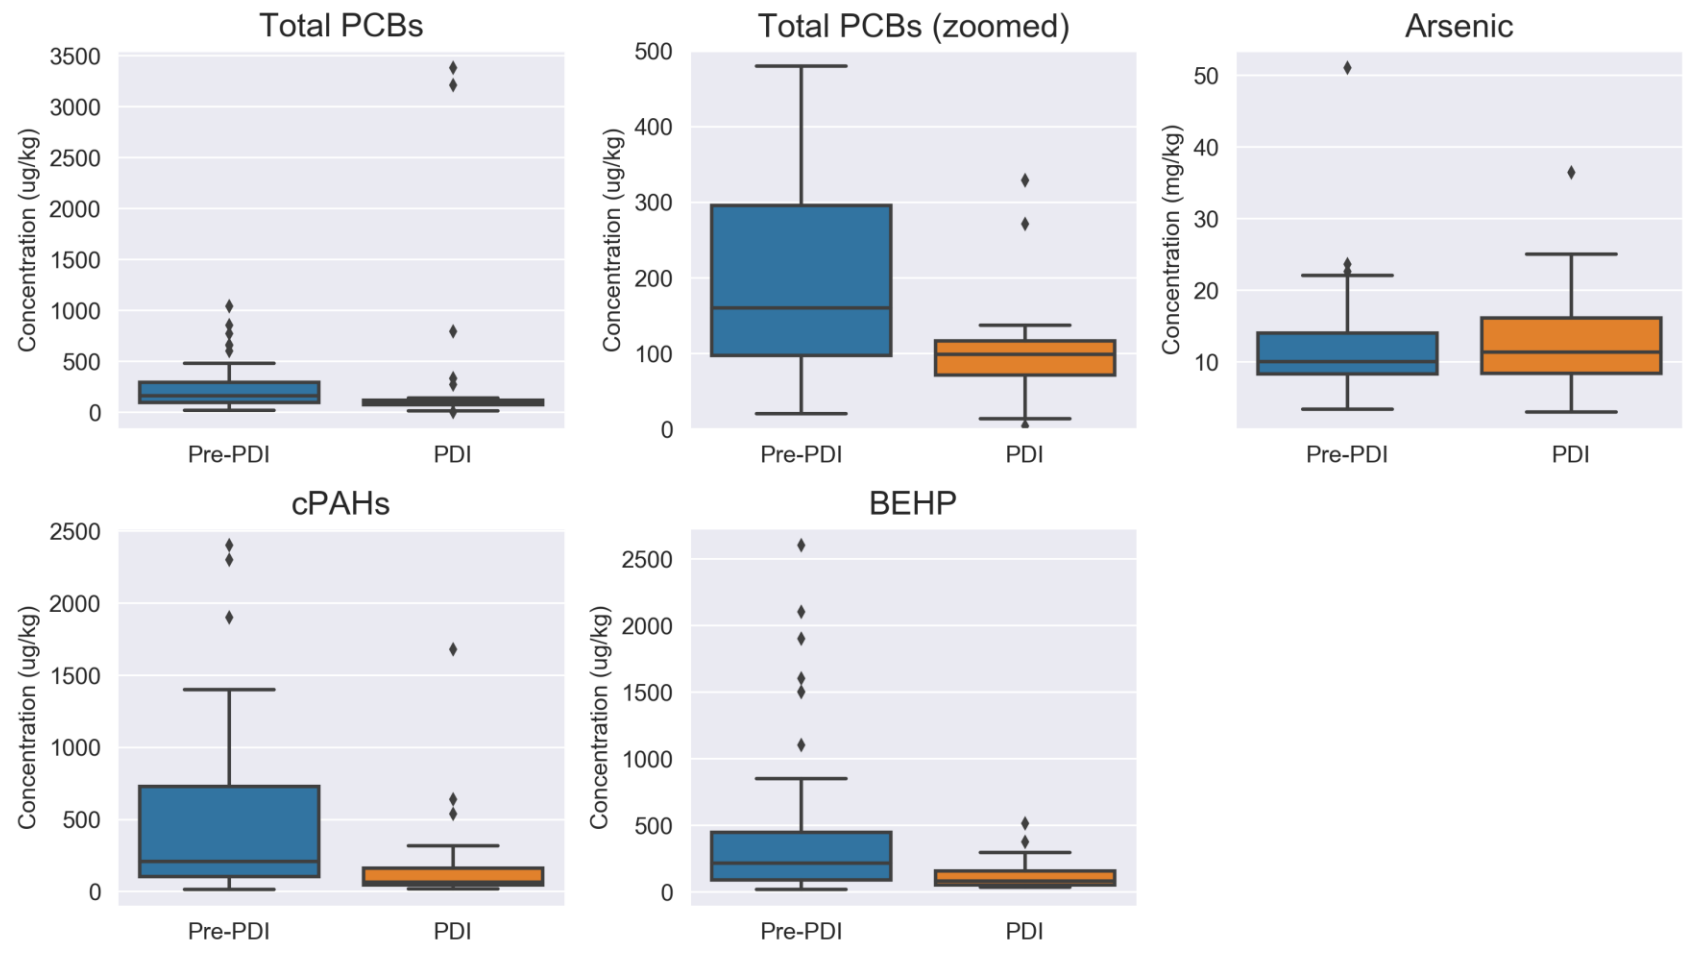 Total PCBs
Total PCBs (zoomed)
Arsenic
Concentration (ug/kg)
3500
3000
2500
2000
1500
1000
500
0
Pre-PDI
PDI
Concentration (ug/kg)
500
400
300
200
100
0
Pre-PDI
PDI
Concentration (mg/kg)
50
40
30
20
10
Pre-PDI
PDI
cPAHs
BEHP
Concentration (ug/kg)
2500
2000
1500
1000
500
0
Pre-PDI
PDI
Concentration (ug/kg)
2500
2000
1500
1000
500
0
Pre-PDI
PDI